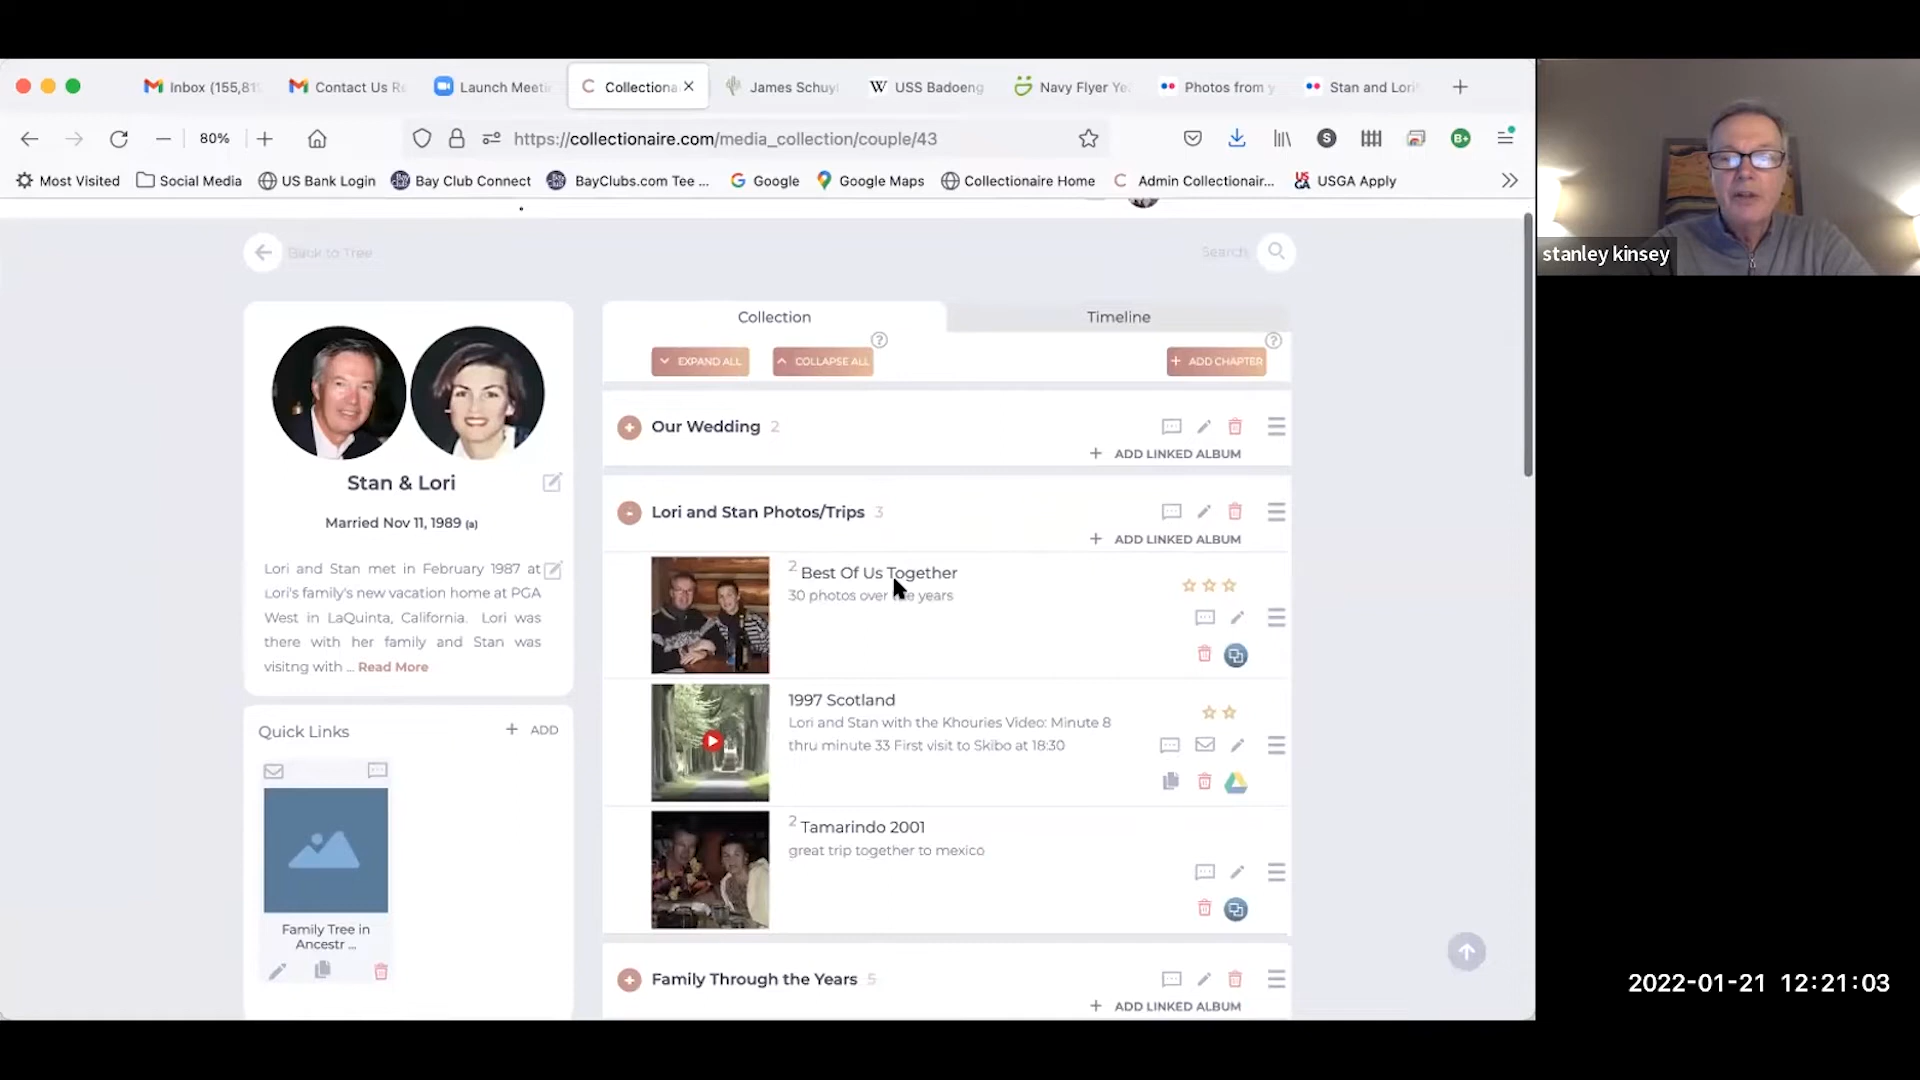 Inbox (155,81
Contact Us Re
Launch Meeti
Collectiona
James Schuyl
USS Badoeng
Navy Flyer Ye
Photos from y
Stan and Lori
80%
https://collectionaire.com/media_collection/couple/43
Most Visited
Social Media
US Bank Login
Bay Club Connect
BayClubs.com Tee ...
Google
Google Maps
Collectionaire Home
Admin Collectionair...
USGA Apply
stanley kinsey
Back to Tree
Search
Collection
Timeline
EXPAND ALL
COLLAPSE ALL
ADD CHAPTER
Our Wedding 2
+ ADD LINKED ALBUM
Stan & Lori
Married Nov 11, 1989 (a)
Lori and Stan met in February 1987 at
Lori's family's new vacation home at PGA
West in LaQuinta, California. Lori was
there with her family and Stan was
visitng with ... Read More
Lori and Stan Photos/Trips 3
+ ADD LINKED ALBUM
2 Best Of Us Together
30 photos over the years
1997 Scotland
Lori and Stan with the Khouries Video: Minute 8
thru minute 33 First visit to Skibo at 18:30
2 Tamarindo 2001
great trip together to mexico
Quick Links
+ ADD
Family Tree in
Ancestr ...
Family Through the Years 5
+ ADD LINKED ALBUM
2022-01-21 12:21:03